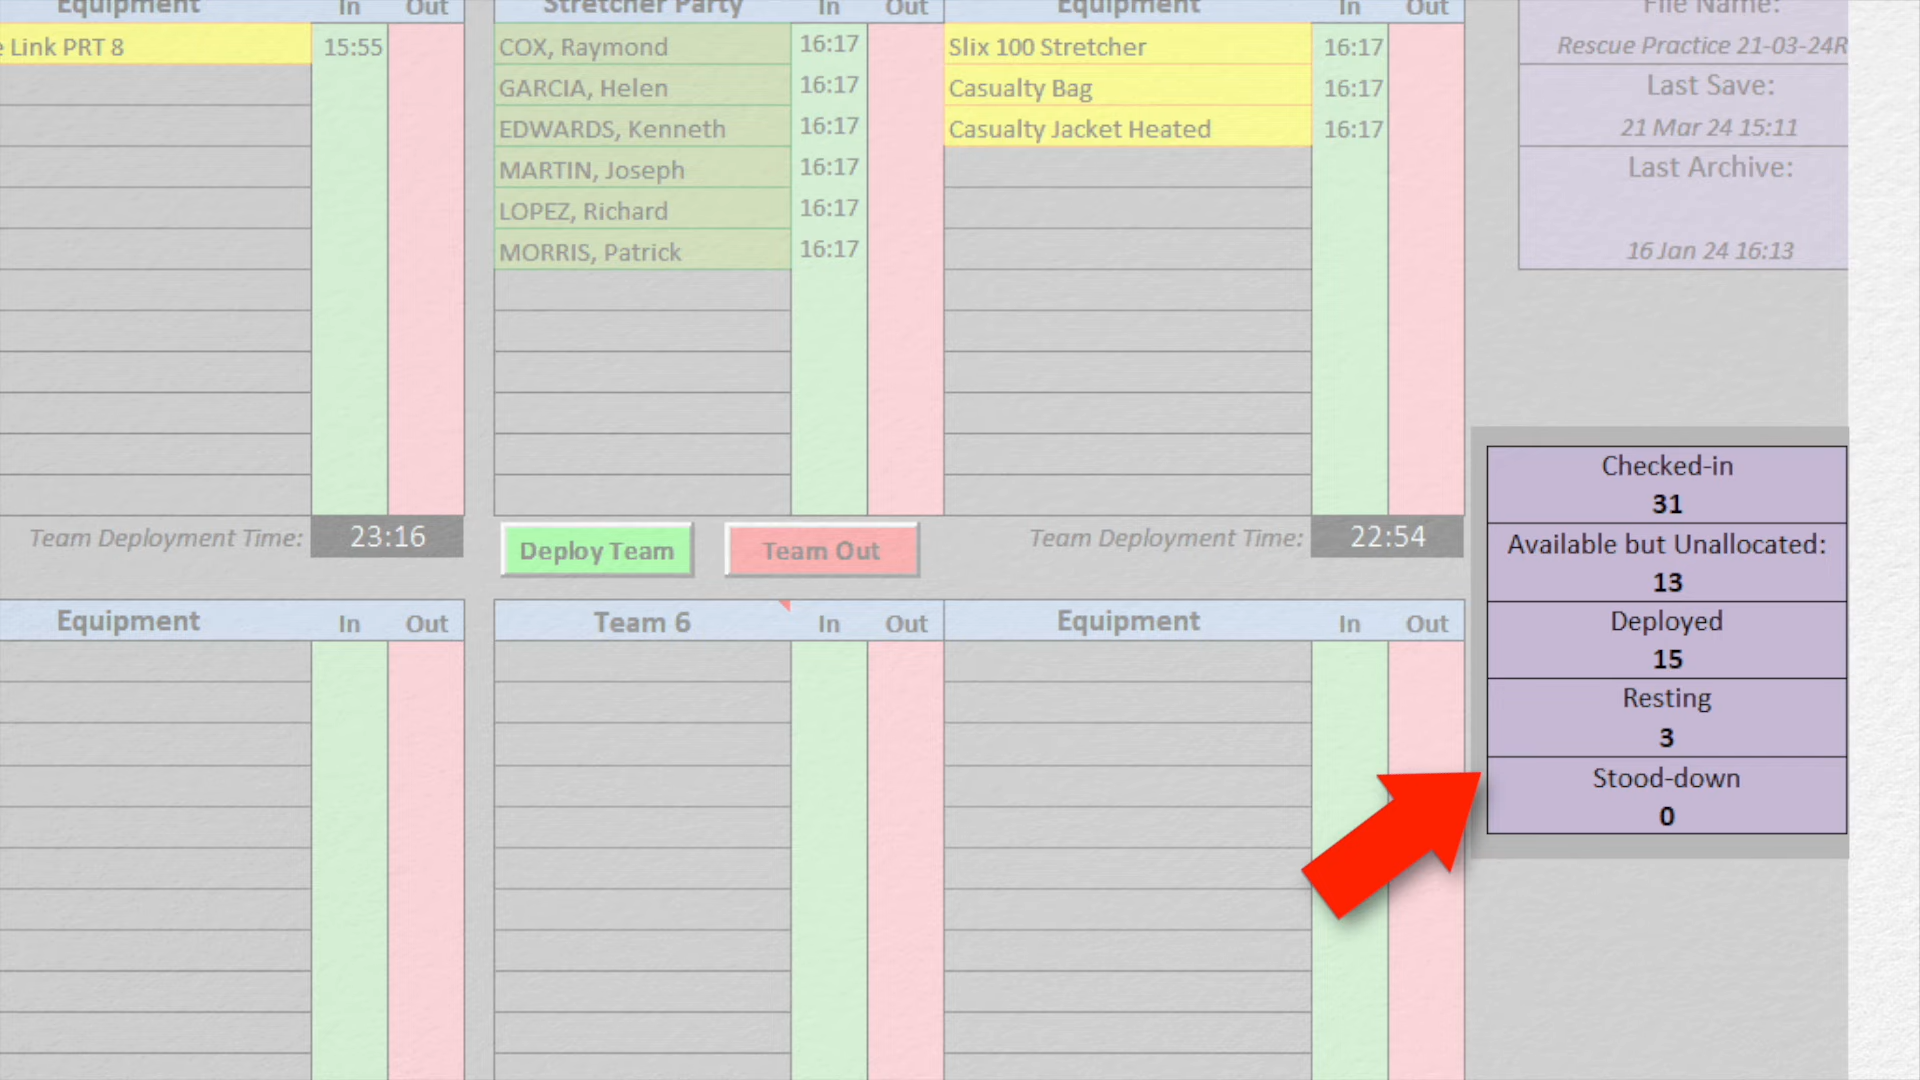 Equipment In Out
Stretcher Party In Out Equipment In Out
File Name:
Rescue Practice 21-03-24R
Last Save:
21 Mar 24 15:11
Last Archive:
16 Jan 24 16:13
Link PRT 8 15:55
COX, Raymond 16:17 Slix 100 Stretcher 16:17
GARCIA, Helen 16:17 Casualty Bag 16:17
EDWARDS, Kenneth 16:17 Casualty Jacket Heated 16:17
MARTIN, Joseph 16:17
LOPEZ, Richard 16:17
MORRIS, Patrick 16:17
Team Deployment Time: 23:16
Deploy Team Team Out Team Deployment Time: 22:54
Equipment In Out
Team 6 In Out Equipment In Out
Checked-in
31
Available but Unallocated:
13
Deployed
15
Resting
3
Stood-down
0